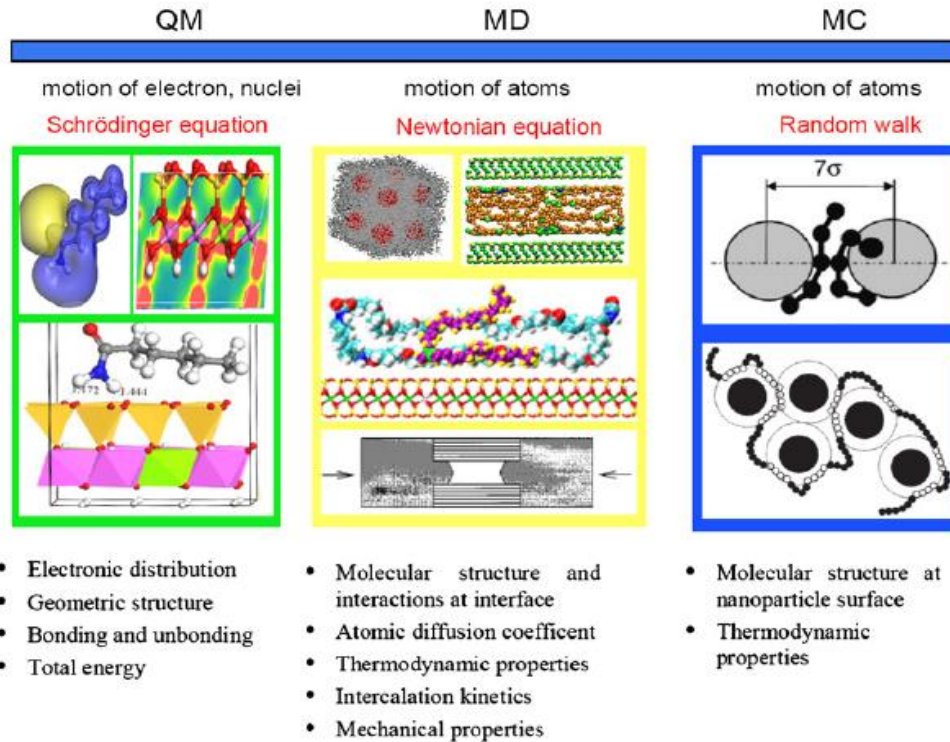 QM
MD
MC
motion of electron, nuclei
motion of atoms
motion of atoms
Schrödinger equation
Newtonian equation
Random walk
7σ
1.444
• Electronic distribution
• Geometric structure
• Bonding and unbonding
• Total energy
• Molecular structure and
interactions at interface
• Atomic diffusion coefficent
• Thermodynamic properties
• Intercalation kinetics
• Mechanical properties
• Molecular structure at
nanoparticle surface
• Thermodynamic
properties